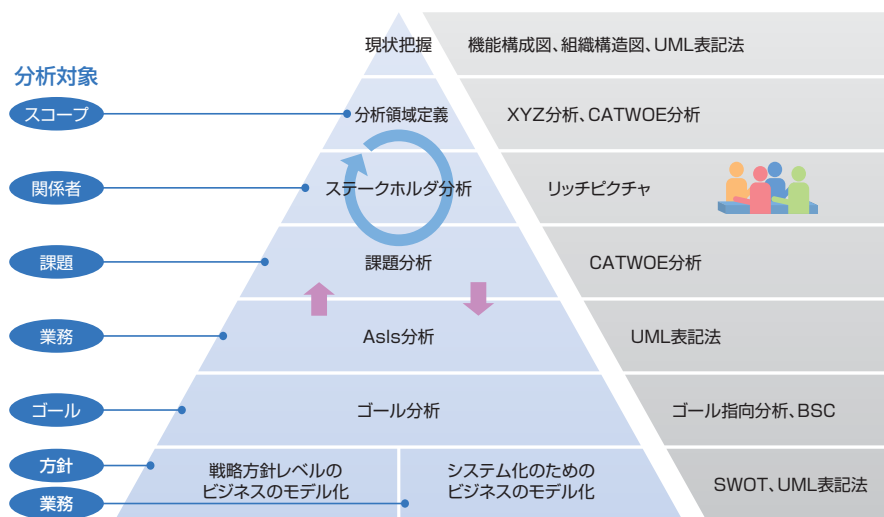 現状把握
機能構成図、組織構造図、UML表記法
分析対象
スコープ
分析領域定義
XYZ分析、CATWOE分析
関係者
ステークホルダ分析
リッチピクチャ
課題
課題分析
CATWOE分析
業務
AsIs分析
UML表記法
ゴール
ゴール分析
ゴール指向分析、BSC
方針
戦略方針レベルの
ビジネスのモデル化
システム化のための
ビジネスのモデル化
SWOT、UML表記法
業務